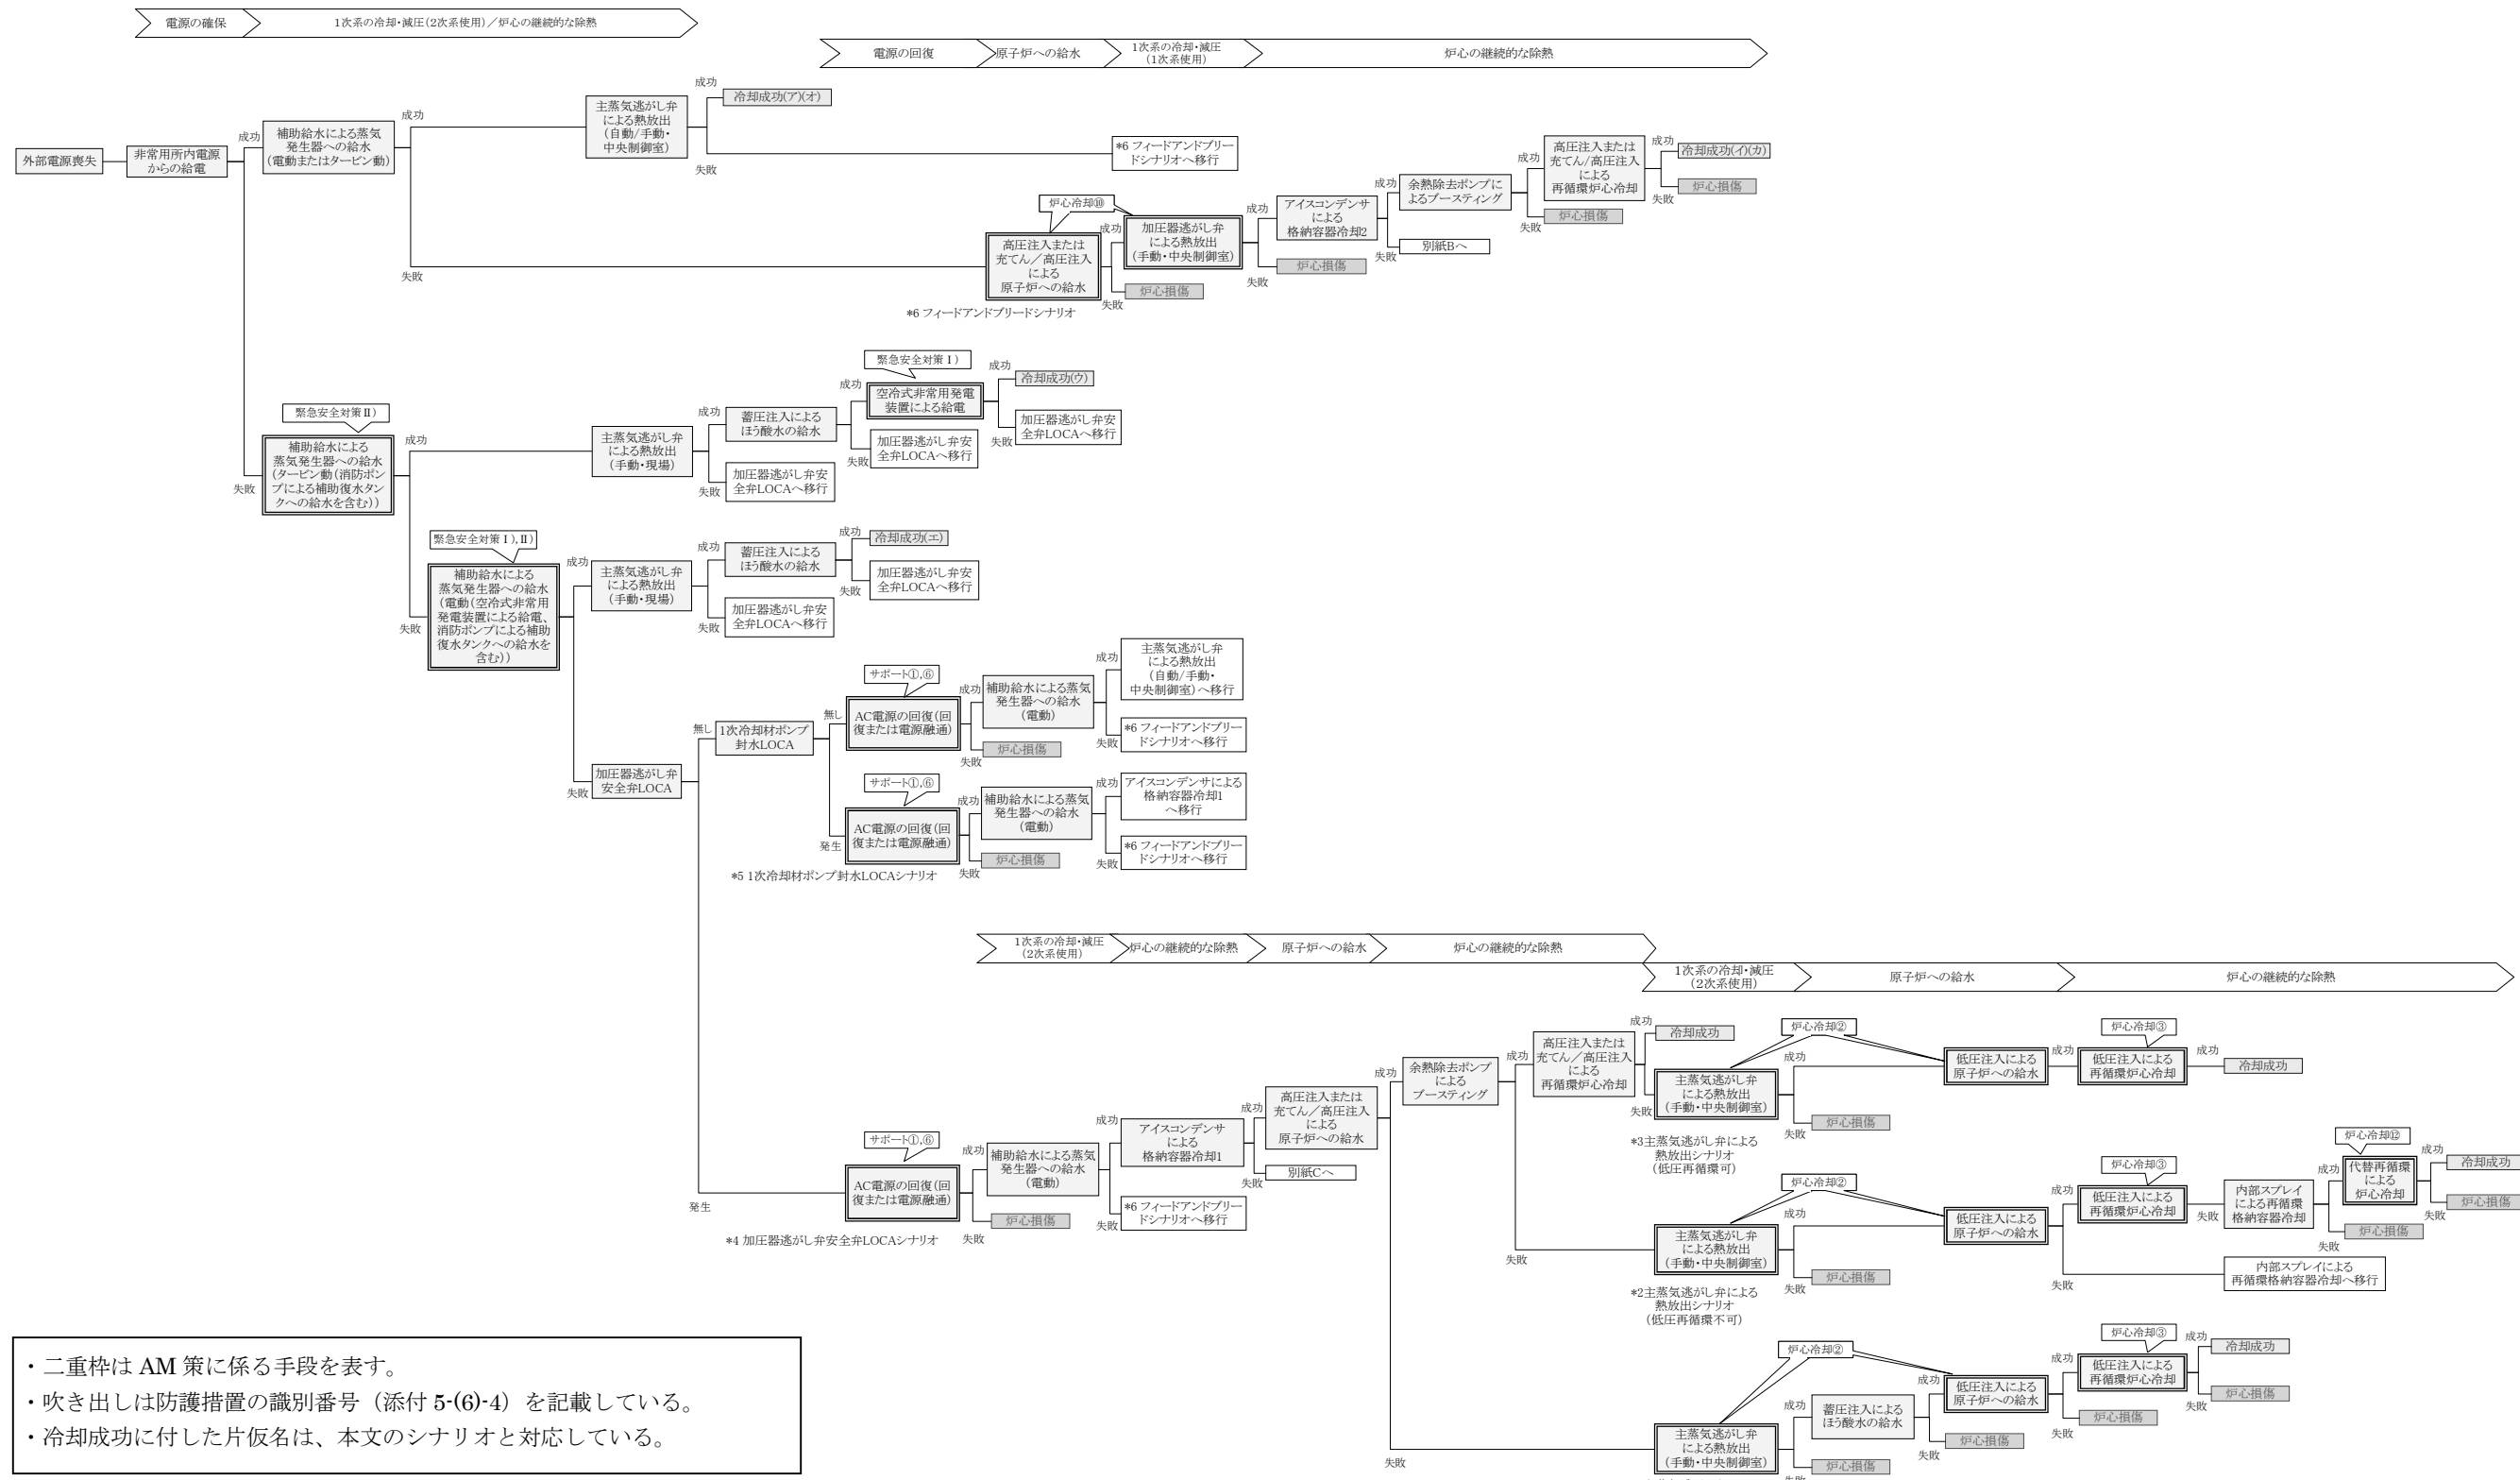 電源の確保
1次系の冷却・減圧(2次系使用)／炉心の継続的な除熱
電源の回復
原子炉への給水
1次系の冷却・減圧
(1次系使用)
炉心の継続的な除熱
外部電源喪失
非常用所内電源
からの給電
成功
補助給水による蒸気
発生器への給水
(電動またはタービン動)
成功
主蒸気逃がし弁
による熱放出
(自動/手動・
中央制御室)
成功
冷却成功(ア)(オ)
失敗
*6 フィードアンドブリー
ドシナリオへ移行
失敗
高圧注入または
充てん／高圧注入
による
原子炉への給水
炉心冷却⑩
成功
加圧器逃がし弁
による熱放出
(手動・中央制御室)
失敗
炉心損傷
*6 フィードアンドブリードシナリオ
成功
アイスコンデンサ
による
格納容器冷却2
失敗
炉心損傷
成功
余熱除去ポンプに
よるブースティング
失敗
別紙Bへ
成功
高圧注入または
充てん/高圧注入
による
再循環炉心冷却
失敗
炉心損傷
成功
冷却成功(イ)(カ)
失敗
炉心損傷
失敗
緊急安全対策Ⅱ)
補助給水による
蒸気発生器への給水
(タービン動(消防ポン
プによる補助復水タン
クへの給水を含む))
成功
主蒸気逃がし弁
による熱放出
(手動・現場)
成功
蓄圧注入による
ほう酸水の給水
失敗
加圧器逃がし弁安
全弁LOCAへ移行
成功
緊急安全対策Ⅰ)
空冷式非常用発電
装置による給電
失敗
加圧器逃がし弁安
全弁LOCAへ移行
成功
冷却成功(ウ)
失敗
加圧器逃がし弁安
全弁LOCAへ移行
失敗
緊急安全対策Ⅰ),Ⅱ)
補助給水による
蒸気発生器への給水
(電動(空冷式非常用
発電装置による給電、
消防ポンプによる補助
復水タンクへの給水を
含む))
成功
主蒸気逃がし弁
による熱放出
(手動・現場)
成功
蓄圧注入による
ほう酸水の給水
失敗
加圧器逃がし弁安
全弁LOCAへ移行
成功
冷却成功(エ)
失敗
加圧器逃がし弁安
全弁LOCAへ移行
失敗
加圧器逃がし弁
安全弁LOCA
無し
1次冷却材ポンプ
封水LOCA
無し
サポート①,⑥
AC電源の回復(回
復または電源融通)
成功
補助給水による蒸気
発生器への給水
(電動)
失敗
炉心損傷
成功
主蒸気逃がし弁
による熱放出
(自動/手動・
中央制御室)へ移行
失敗
*6 フィードアンドブリー
ドシナリオへ移行
発生
サポート①,⑥
AC電源の回復(回
復または電源融通)
成功
補助給水による蒸気
発生器への給水
(電動)
失敗
炉心損傷
成功
アイスコンデンサによる
格納容器冷却1
へ移行
失敗
*6 フィードアンドブリー
ドシナリオへ移行
*5 1次冷却材ポンプ封水LOCAシナリオ
1次系の冷却・減圧
(2次系使用)
炉心の継続的な除熱
原子炉への給水
炉心の継続的な除熱
1次系の冷却・減圧
(2次系使用)
原子炉への給水
炉心の継続的な除熱
発生
サポート①,⑥
AC電源の回復(回
復または電源融通)
*4 加圧器逃がし弁安全弁LOCAシナリオ
成功
補助給水による蒸気
発生器への給水
(電動)
失敗
炉心損傷
成功
アイスコンデンサ
による
格納容器冷却1
失敗
*6 フィードアンドブリー
ドシナリオへ移行
成功
高圧注入または
充てん／高圧注入
による
原子炉への給水
失敗
別紙Cへ
成功
余熱除去ポンプ
による
ブースティング
成功
高圧注入または
充てん／高圧注入
による
再循環炉心冷却
成功
冷却成功
失敗
主蒸気逃がし弁
による熱放出
(手動・中央制御室)
炉心冷却②
成功
低圧注入による
原子炉への給水
成功
炉心冷却③
低圧注入による
再循環炉心冷却
成功
冷却成功
失敗
炉心損傷
*3主蒸気逃がし弁による
熱放出シナリオ
(低圧再循環可)
失敗
主蒸気逃がし弁
による熱放出
(手動・中央制御室)
炉心冷却②
成功
低圧注入による
原子炉への給水
失敗
炉心損傷
*2主蒸気逃がし弁による
熱放出シナリオ
(低圧再循環不可)
成功
炉心冷却③
低圧注入による
再循環炉心冷却
失敗
内部スプレイ
による再循環
格納容器冷却
成功
炉心冷却⑫
代替再循環
による
炉心冷却
成功
冷却成功
失敗
炉心損傷
失敗
炉心損傷
失敗
内部スプレイによる
再循環格納容器冷却へ移行
失敗
主蒸気逃がし弁
による熱放出
(手動・中央制御室)
炉心冷却②
成功
蓄圧注入による
ほう酸水の給水
失敗
炉心損傷
成功
低圧注入による
原子炉への給水
失敗
炉心損傷
成功
炉心冷却③
低圧注入による
再循環炉心冷却
失敗
炉心損傷
成功
冷却成功
失敗
炉心損傷
・二重枠は AM 策に係る手段を表す。
・吹き出しは防護措置の識別番号（添付 5-(6)-4）を記載している。
・冷却成功に付した片仮名は、本文のシナリオと対応している。